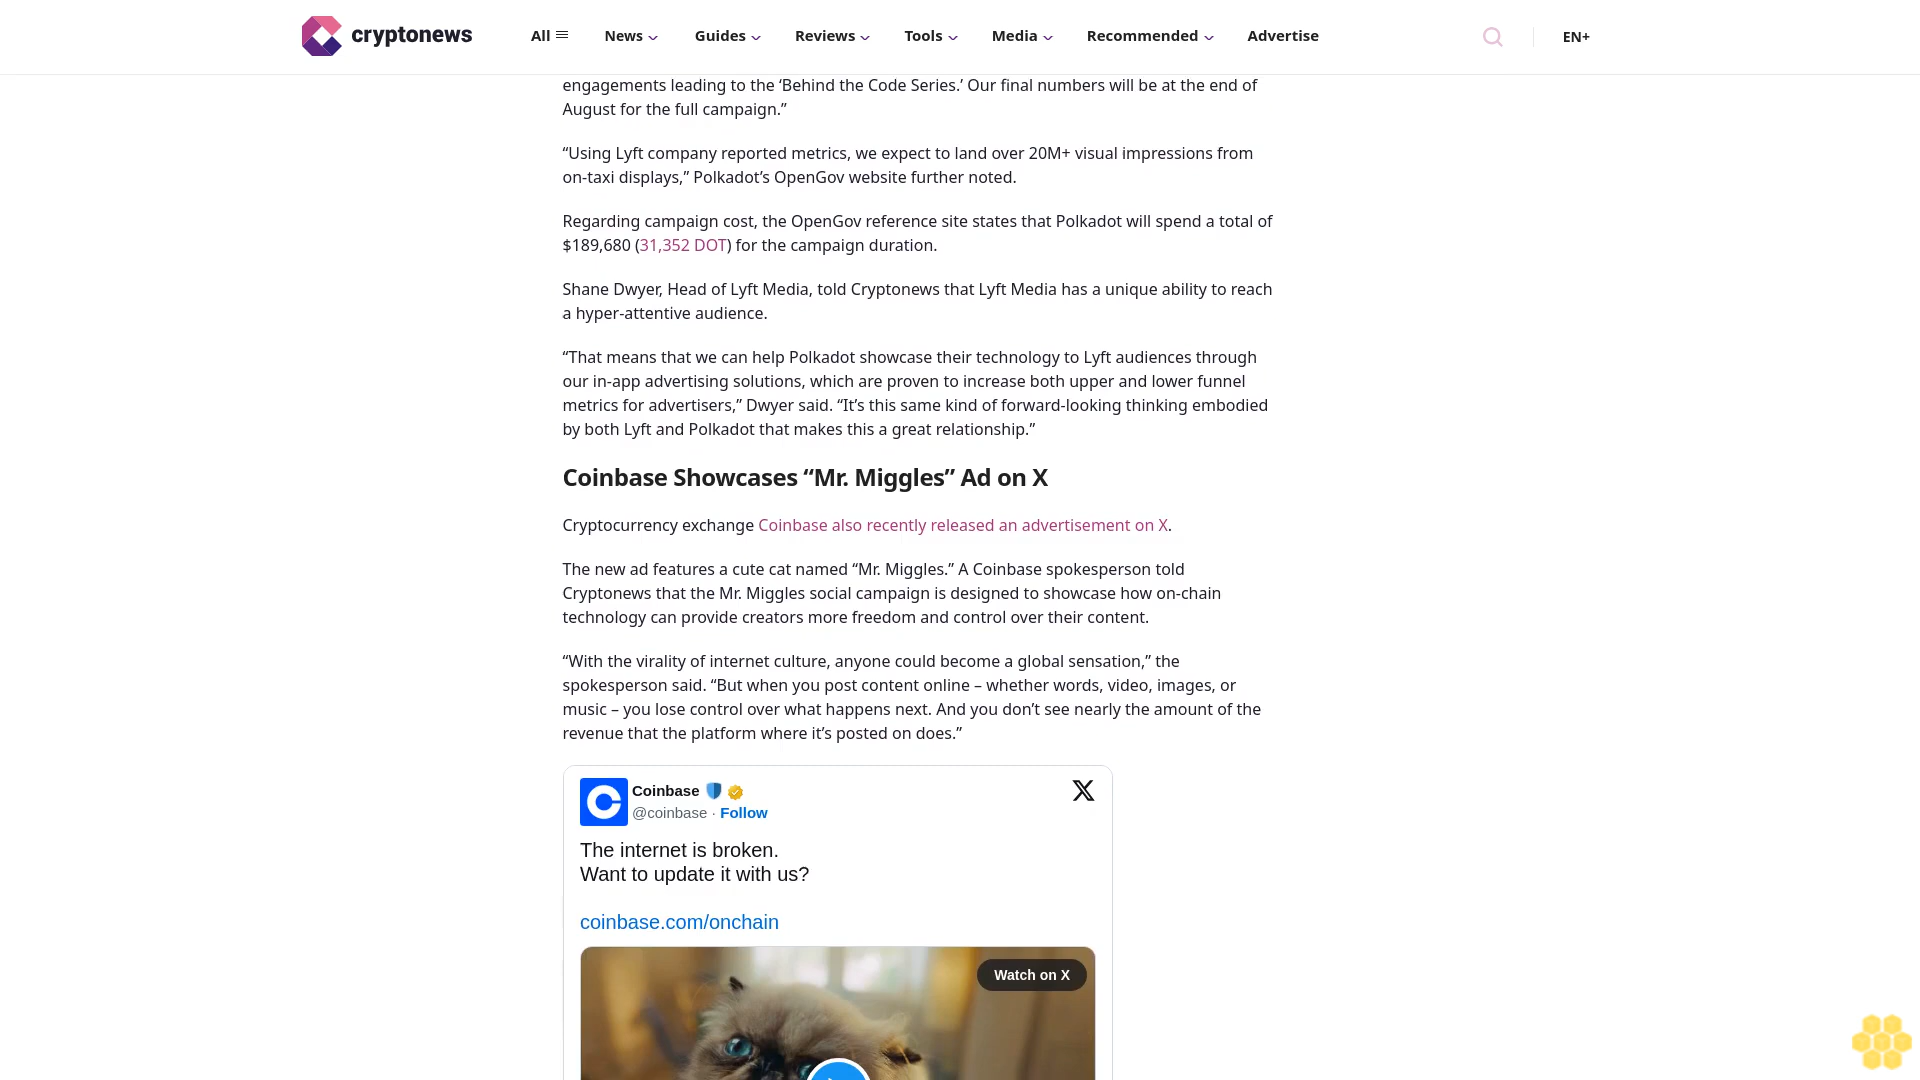 cryptonews
All
News
Guides
Reviews
Tools
Media
Recommended
Advertise
EN+
engagements leading to the ‘Behind the Code Series.’ Our final numbers will be at the end of
August for the full campaign.”
“Using Lyft company reported metrics, we expect to land over 20M+ visual impressions from
on-taxi displays,” Polkadot’s OpenGov website further noted.
Regarding campaign cost, the OpenGov reference site states that Polkadot will spend a total of
$189,680 (31,352 DOT) for the campaign duration.
Shane Dwyer, Head of Lyft Media, told Cryptonews that Lyft Media has a unique ability to reach
a hyper-attentive audience.
“That means that we can help Polkadot showcase their technology to Lyft audiences through
our in-app advertising solutions, which are proven to increase both upper and lower funnel
metrics for advertisers,” Dwyer said. “It’s this same kind of forward-looking thinking embodied
by both Lyft and Polkadot that makes this a great relationship.”
Coinbase Showcases “Mr. Miggles” Ad on X
Cryptocurrency exchange Coinbase also recently released an advertisement on X.
The new ad features a cute cat named “Mr. Miggles.” A Coinbase spokesperson told
Cryptonews that the Mr. Miggles social campaign is designed to showcase how on-chain
technology can provide creators more freedom and control over their content.
“With the virality of internet culture, anyone could become a global sensation,” the
spokesperson said. “But when you post content online – whether words, video, images, or
music – you lose control over what happens next. And you don’t see nearly the amount of the
revenue that the platform where it’s posted on does.”
Coinbase
@coinbase · Follow
The internet is broken.
Want to update it with us?
coinbase.com/onchain
Watch on X